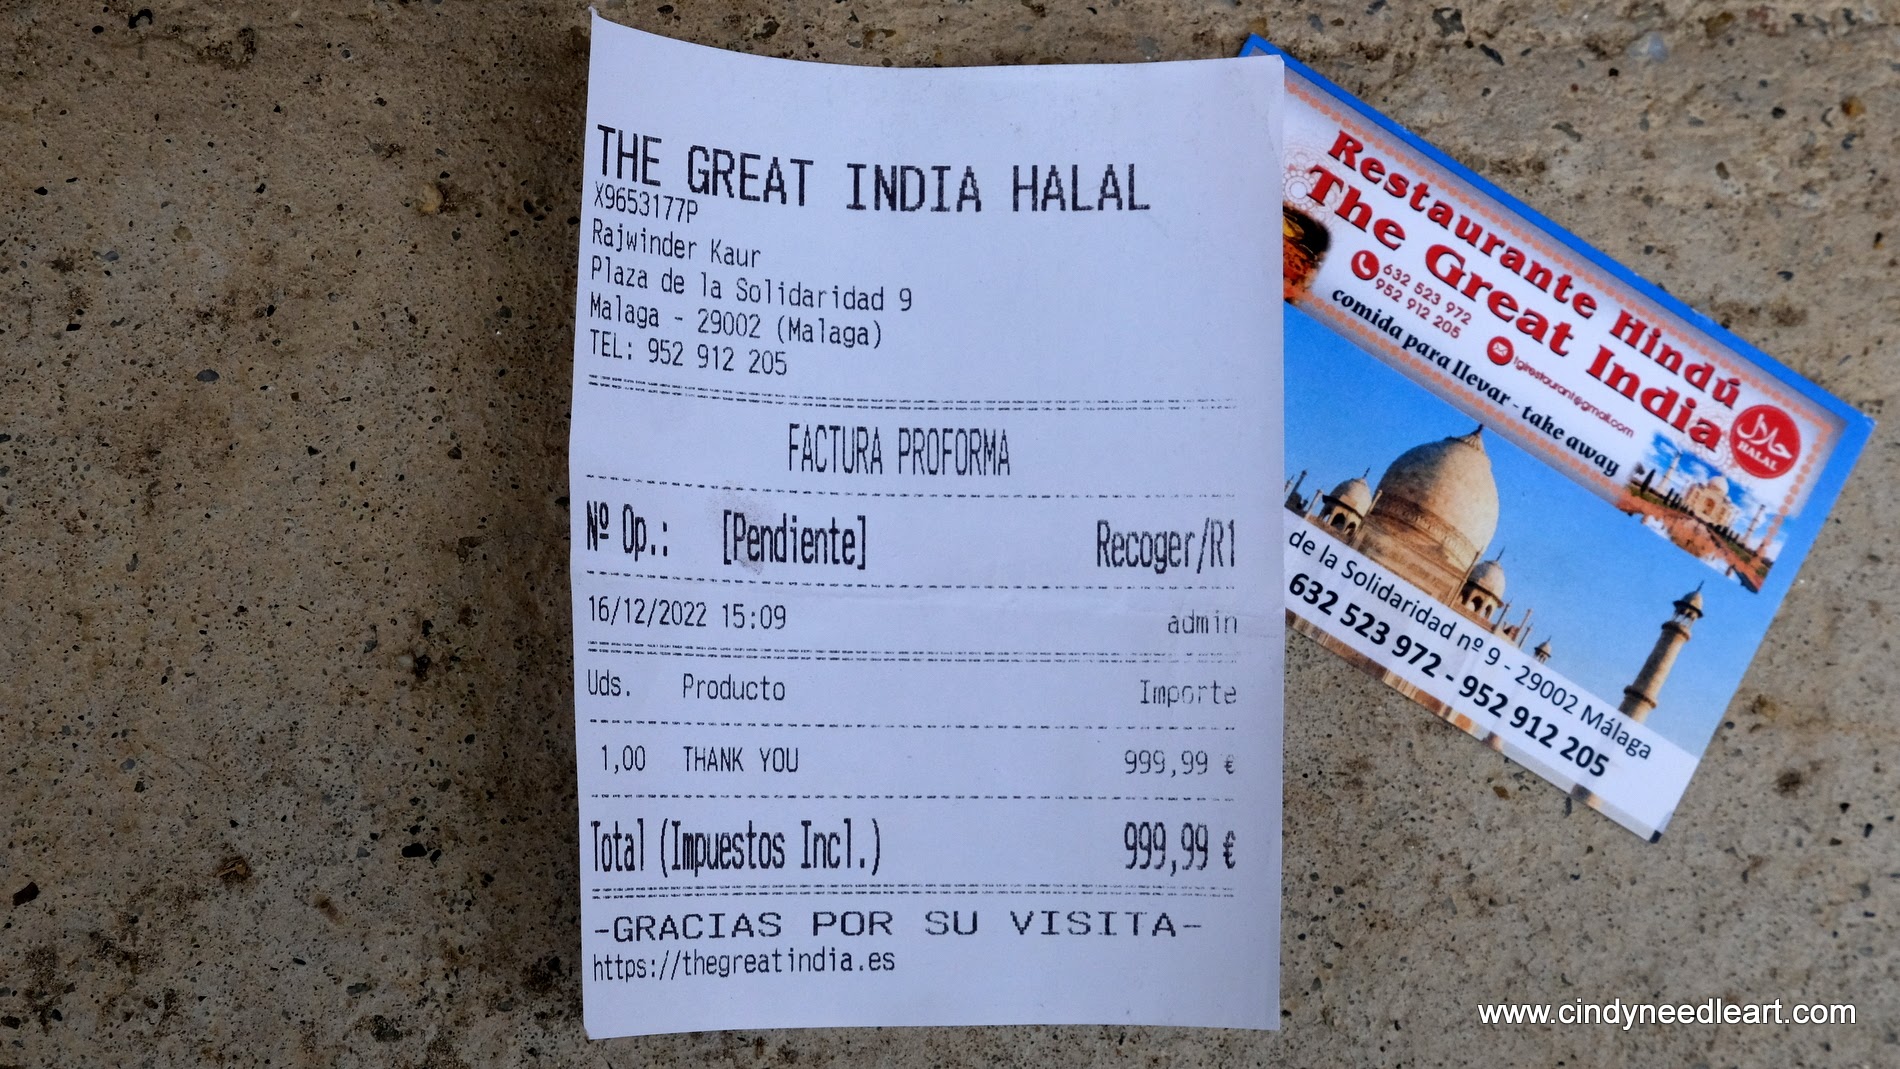 THE GREAT INDIA HALAL
X9653177P
Rajwinder Kaur
Plaza de la Solidaridad 9
Malaga - 29002 (Malaga)
TEL: 952 912 205
FACTURA PROFORMA
Nº Op.: [Pendiente] Recoger/R1
16/12/2022 15:09 admin
Uds. Producto Importe
1,00 THANK YOU 999,99 €
Total (Impuestos Incl.) 999,99 €
-GRACIAS POR SU VISITA-
https://thegreatindia.es
Restaurante Hindú
The Great India
632 523 972
952 912 205
tgirestaurant@gmail.com
comida para llevar - take away
حلال
HALAL
de la Solidaridad nº 9 - 29002 Málaga
632 523 972 - 952 912 205
www.cindyneedleart.com